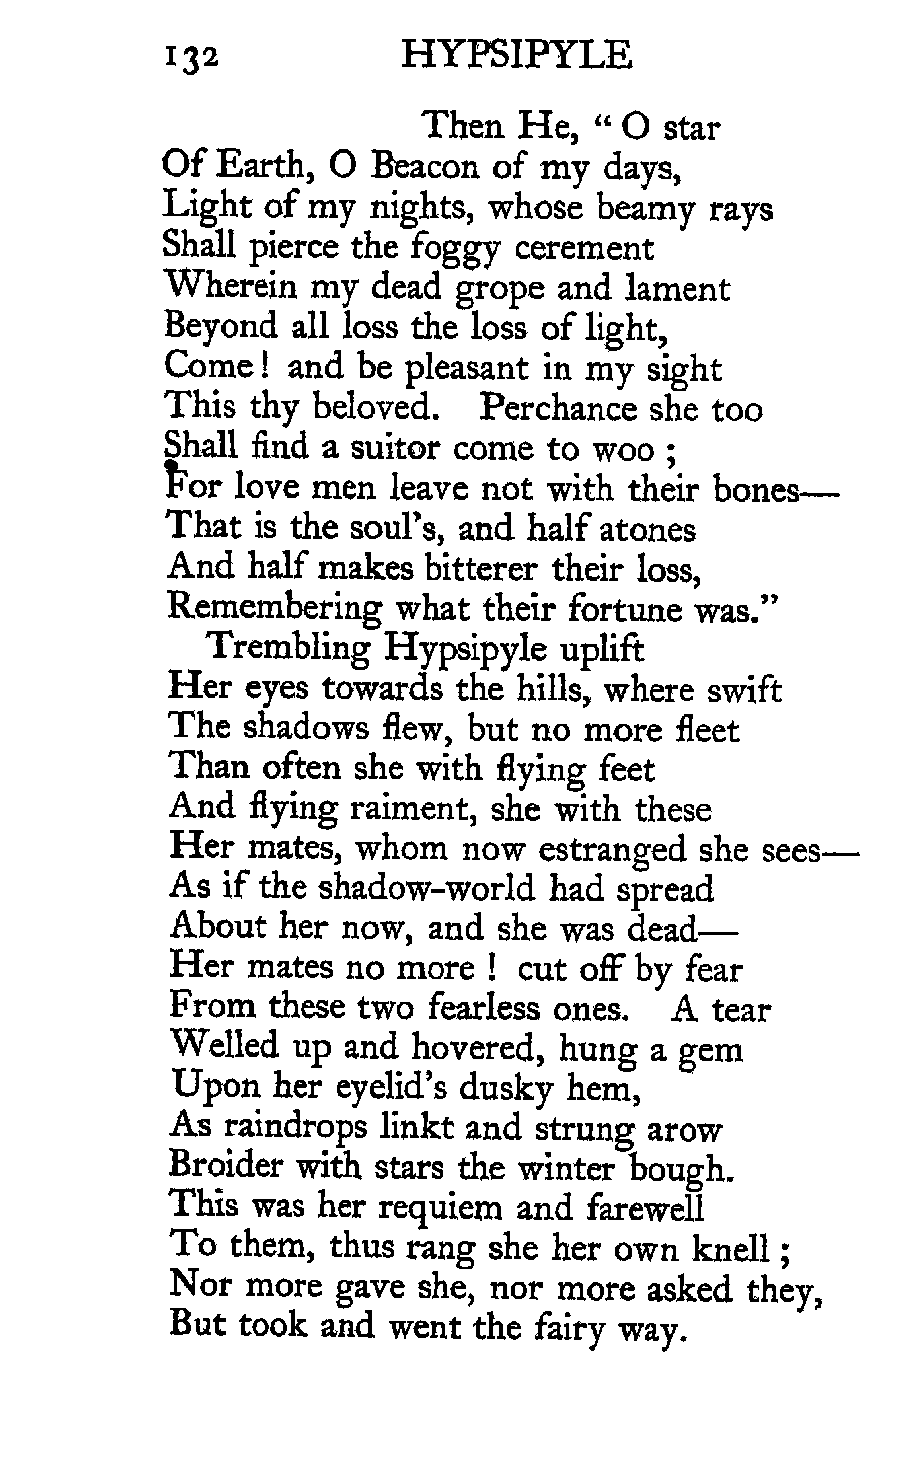 132 HYPSIPYLE
Then He, “ O star
Of Earth, O Beacon of my days,
Light of my nights, whose beamy rays
Shall pierce the foggy cerement
Wherein my dead grope and lament
Beyond all loss the loss of light,
Come! and be pleasant in my sight
This thy beloved. Perchance she too
Shall find a suitor come to woo ;
For love men leave not with their bones—
That is the soul’s, and half atones
And half makes bitterer their loss,
Remembering what their fortune was.”
Trembling Hypsipyle uplift
Her eyes towards the hills, where swift
The shadows flew, but no more fleet
Than often she with flying feet
And flying raiment, she with these
Her mates, whom now estranged she sees—
As if the shadow-world had spread
About her now, and she was dead—
Her mates no more ! cut off by fear
From these two fearless ones. A tear
Welled up and hovered, hung a gem
Upon her eyelid’s dusky hem,
As raindrops linkt and strung arow
Broider with stars the winter bough.
This was her requiem and farewell
To them, thus rang she her own knell ;
Nor more gave she, nor more asked they,
But took and went the fairy way.